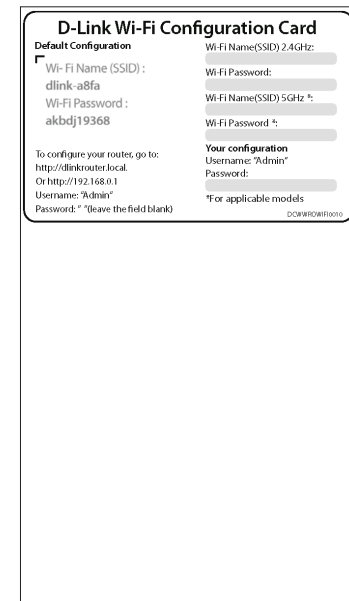 D-Link Wi-Fi Configuration Card
Default Configuration
Wi- Fi Name (SSID) :
dlink-a8fa
Wi-Fi Password :
akbdj19368
To configure your router, go to:
http://dlinkrouter.local.
Or http://192.168.0.1
Username: "Admin"
Password: " "(leave the field blank)
Wi-Fi Name(SSID) 2.4GHz:
Wi-Fi Password:
Wi-Fi Name(SSID) 5GHz *:
Wi-Fi Password *:
Your configuration
Username: "Admin"
Password:
*For applicable models
DCWWRDWIFI0010